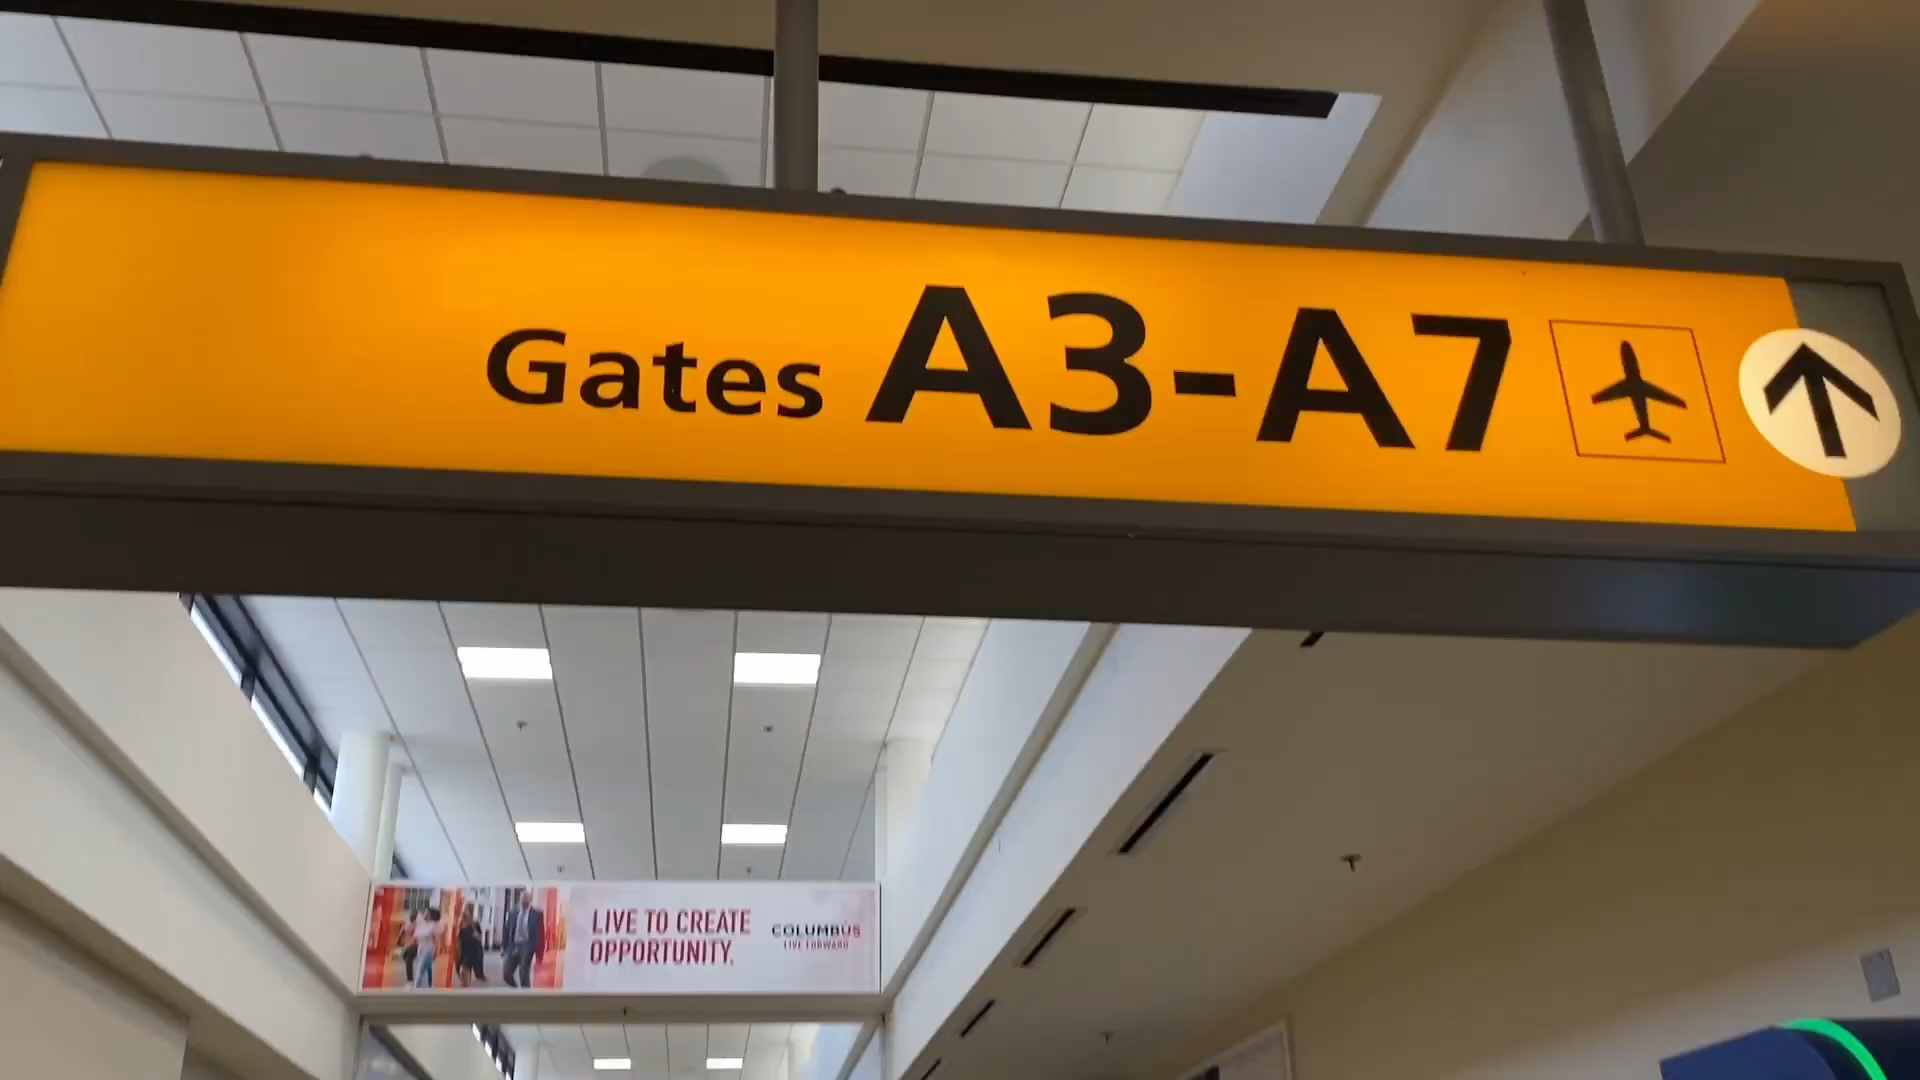 Gates A3-A7
LIVE TO CREATE
OPPORTUNITY.
COLUMBUS
LIVE FORWARD